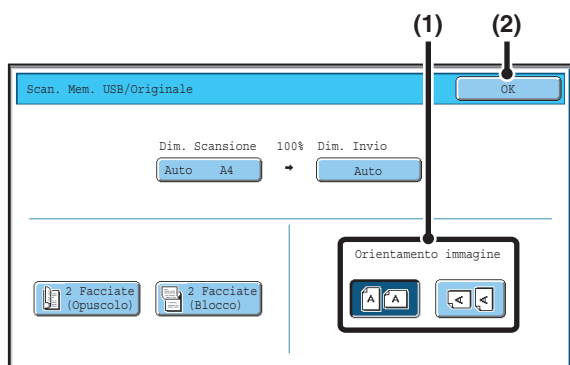 (1) (2)
Scan. Mem. USB/Originale OK
Dim. Scansione 100% Dim. Invio
Auto A4 → Auto
Orientamento immagine
2 Facciate 2 Facciate
(Opuscolo) (Blocco)
A A A A